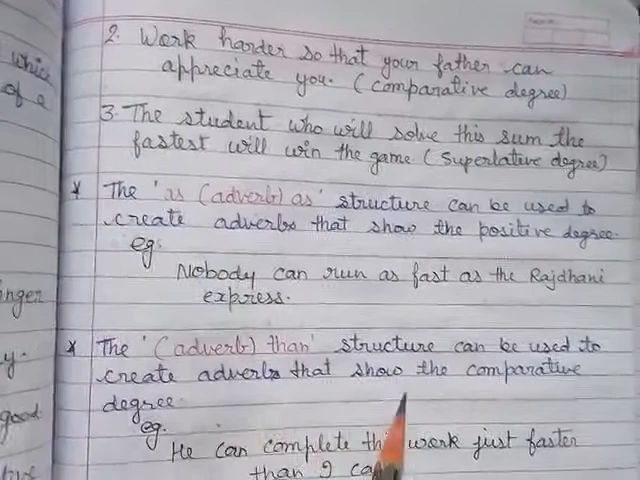 which
of a
2. Work harder so that your father can
appreciate you. (comparative degree)
3. The student who will solve this sum the
fastest will win the game (superlative degree)
* The 'as (adverb) as' structure can be used to
create adverbs that show the positive degree.
eg.
Nobody can run as fast as the Rajdhani
express.
* The '(adverb) than' structure can be used to
create adverbs that show the comparative
degree.
eg.
He can complete work just faster
than I
y.
good.